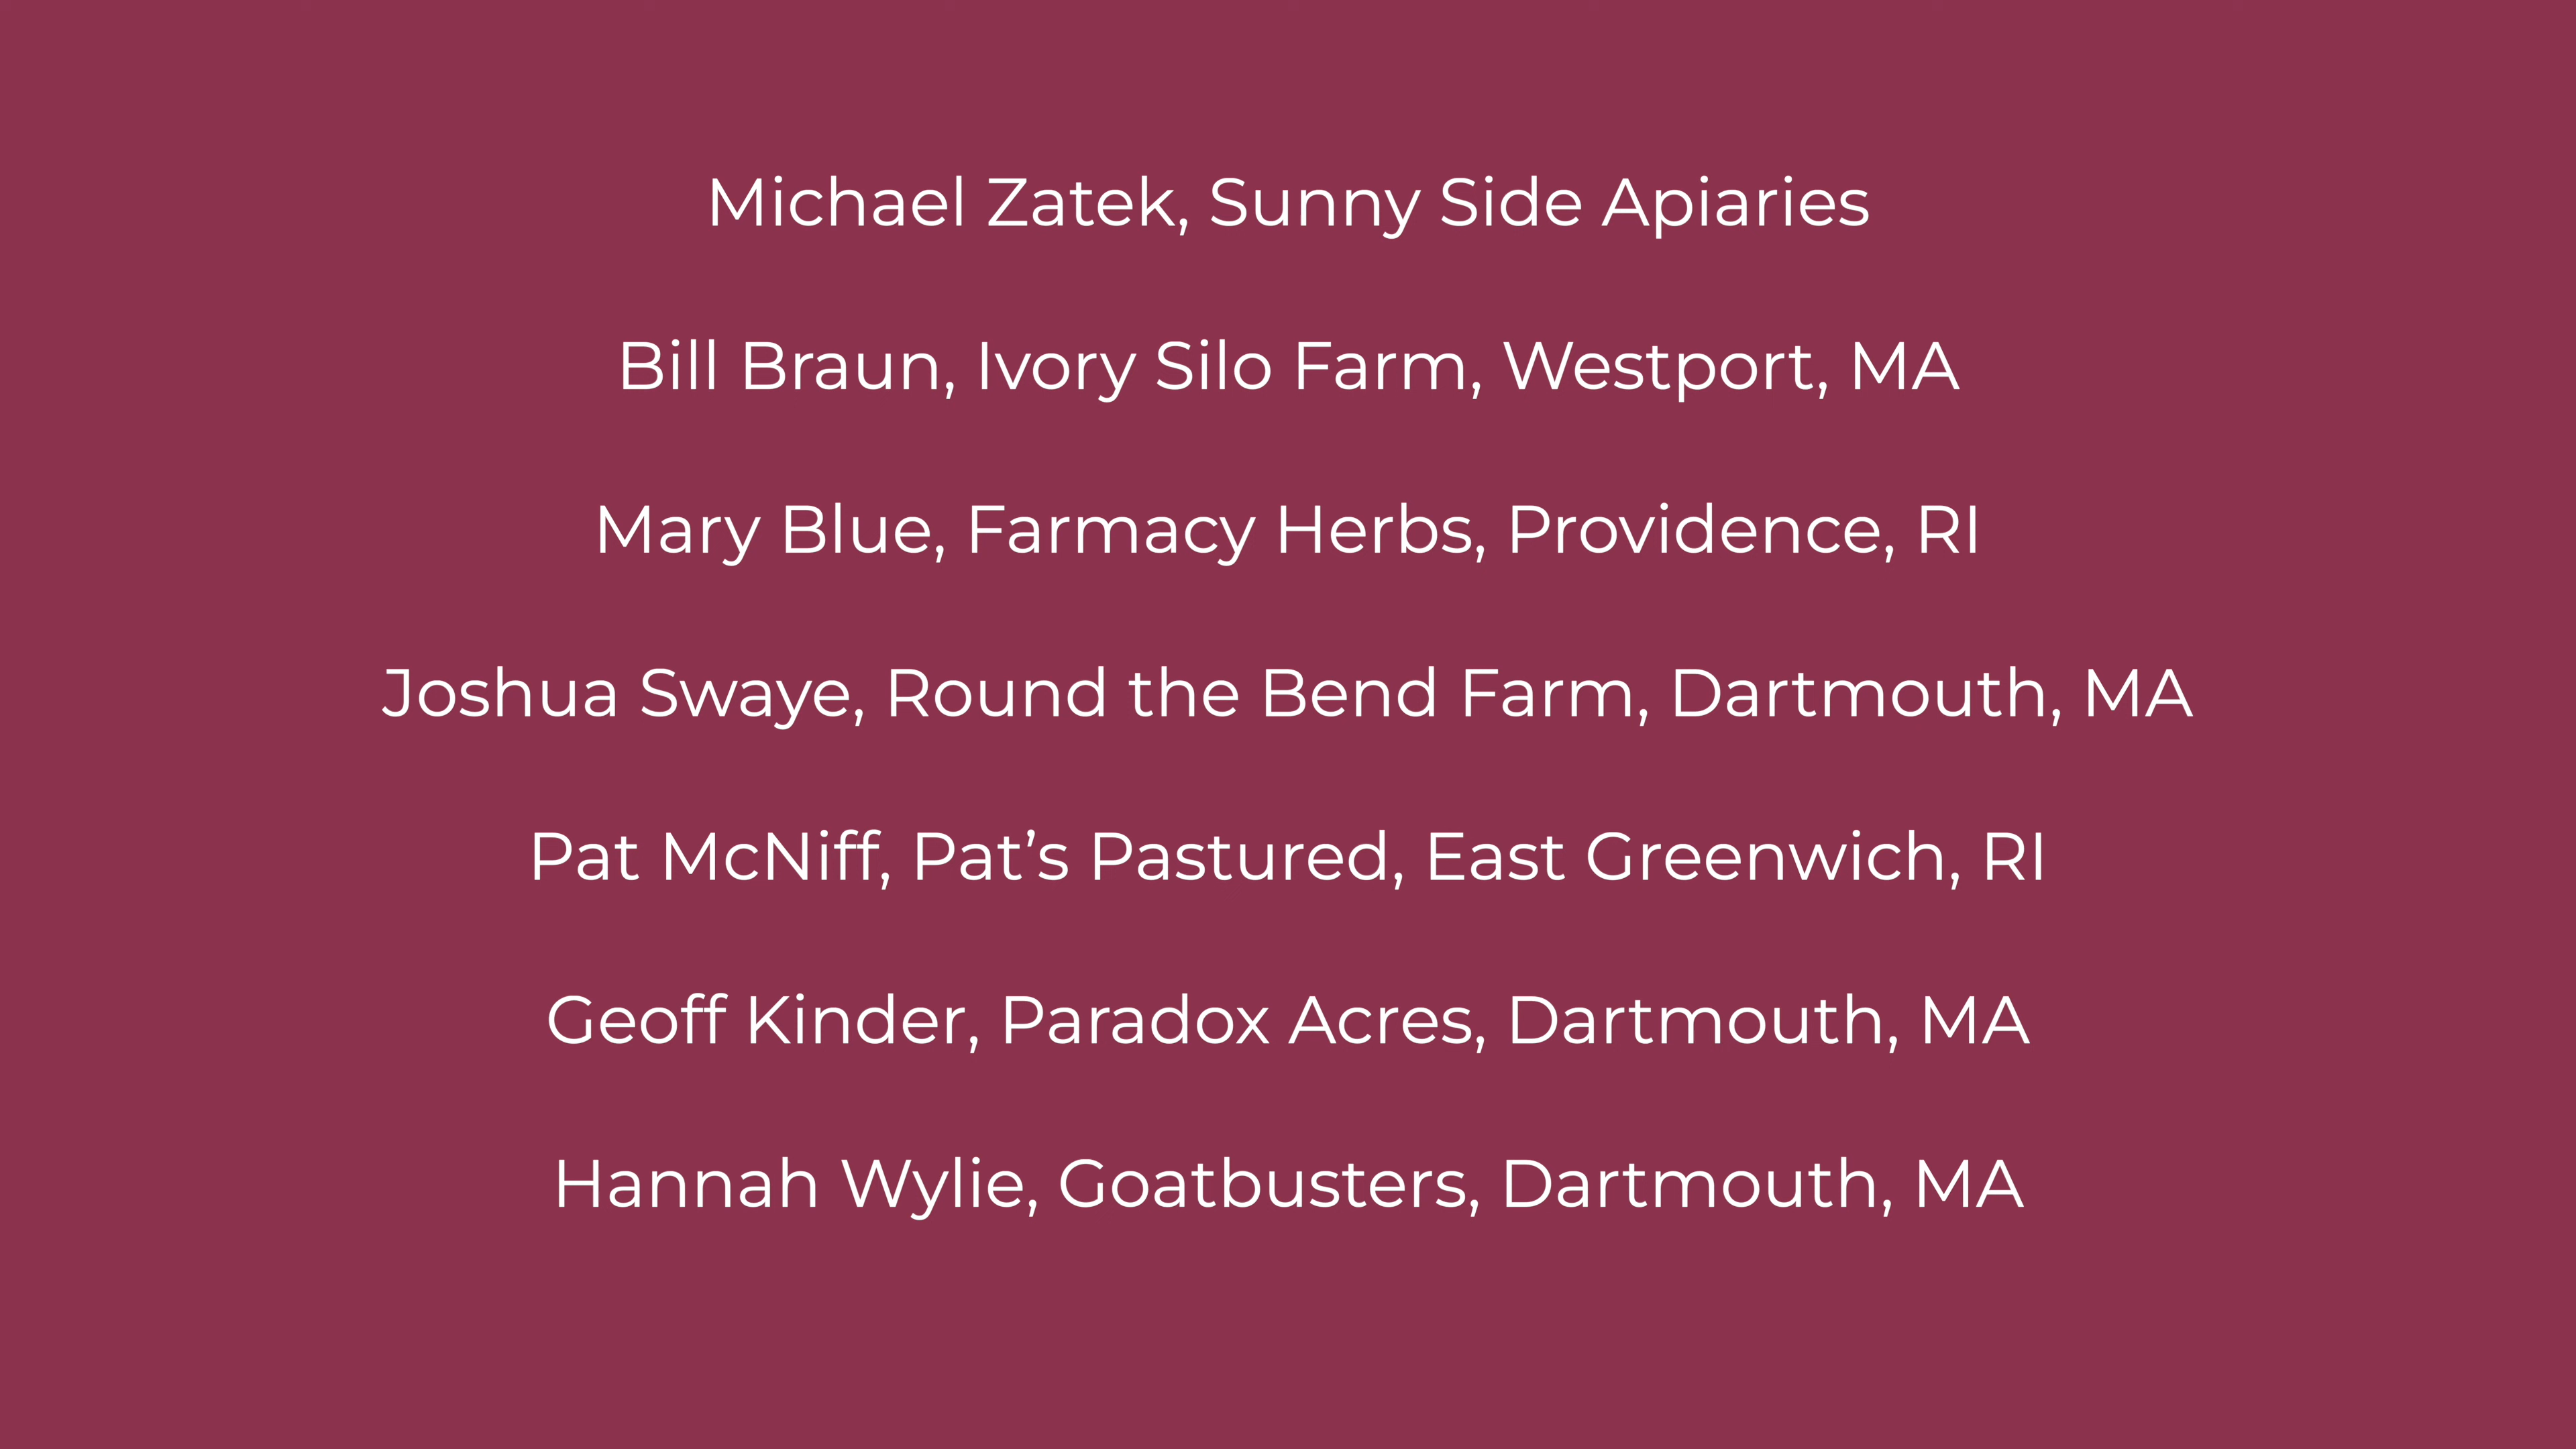 Michael Zatek, Sunny Side Apiaries
Bill Braun, Ivory Silo Farm, Westport, MA
Mary Blue, Farmacy Herbs, Providence, RI
Joshua Swaye, Round the Bend Farm, Dartmouth, MA
Pat McNiff, Pat’s Pastured, East Greenwich, RI
Geoff Kinder, Paradox Acres, Dartmouth, MA
Hannah Wylie, Goatbusters, Dartmouth, MA